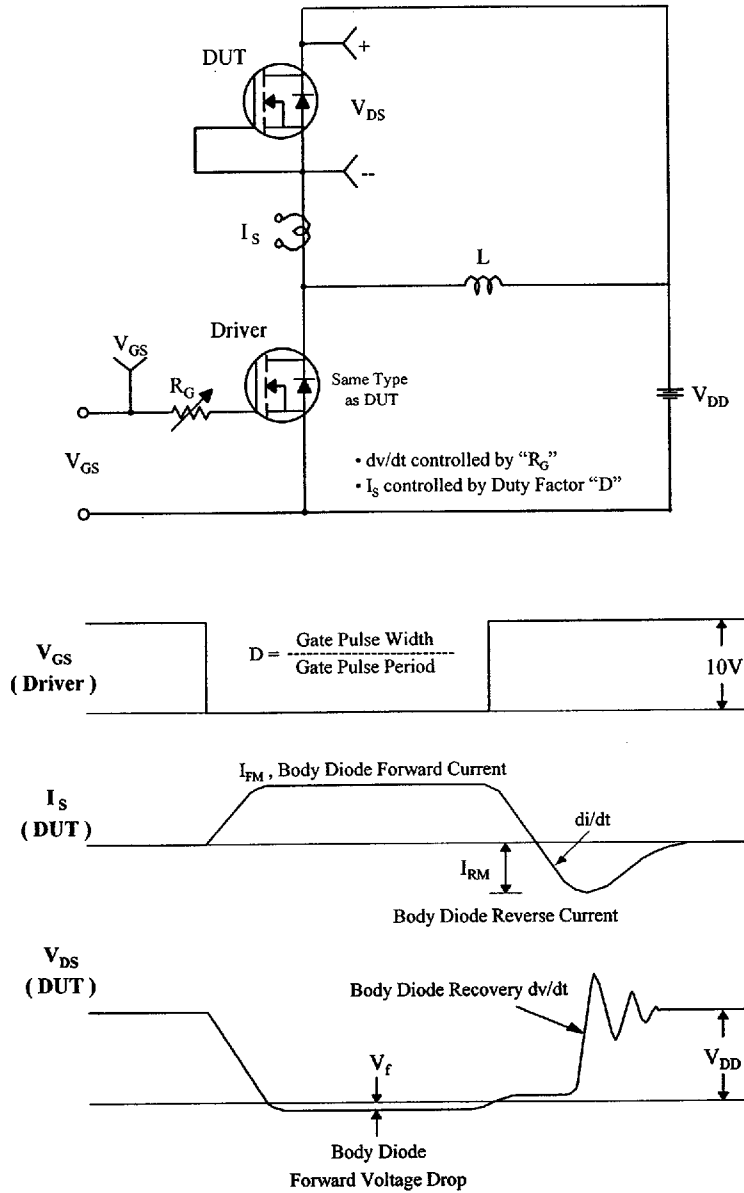 DUT
+
V_DS
--
I_S
L
Driver
V_GS
R_G
Same Type
as DUT
V_DD
V_GS
• dv/dt controlled by “R_G”
• I_S controlled by Duty Factor “D”
V_GS
( Driver )
D = Gate Pulse Width
Gate Pulse Period
10V
I_FM , Body Diode Forward Current
I_S
( DUT )
di/dt
I_RM
Body Diode Reverse Current
V_DS
( DUT )
Body Diode Recovery dv/dt
V_f
V_DD
Body Diode
Forward Voltage Drop